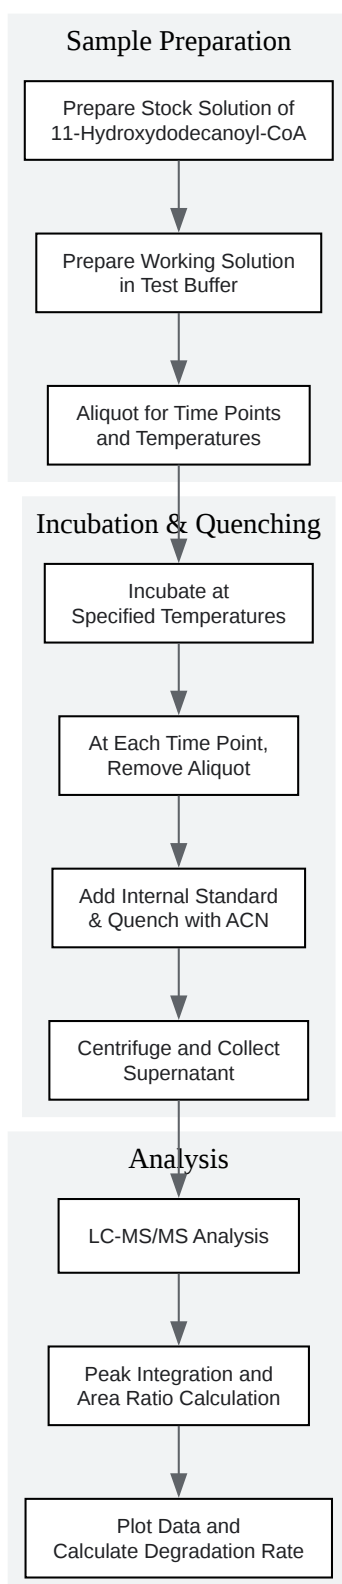 Sample Preparation
Prepare Stock Solution of
11-Hydroxydodecanoyl-CoA
Prepare Working Solution
in Test Buffer
Aliquot for Time Points
and Temperatures
Incubation & Quenching
Incubate at
Specified Temperatures
At Each Time Point,
Remove Aliquot
Add Internal Standard
& Quench with ACN
Centrifuge and Collect
Supernatant
Analysis
LC-MS/MS Analysis
Peak Integration and
Area Ratio Calculation
Plot Data and
Calculate Degradation Rate